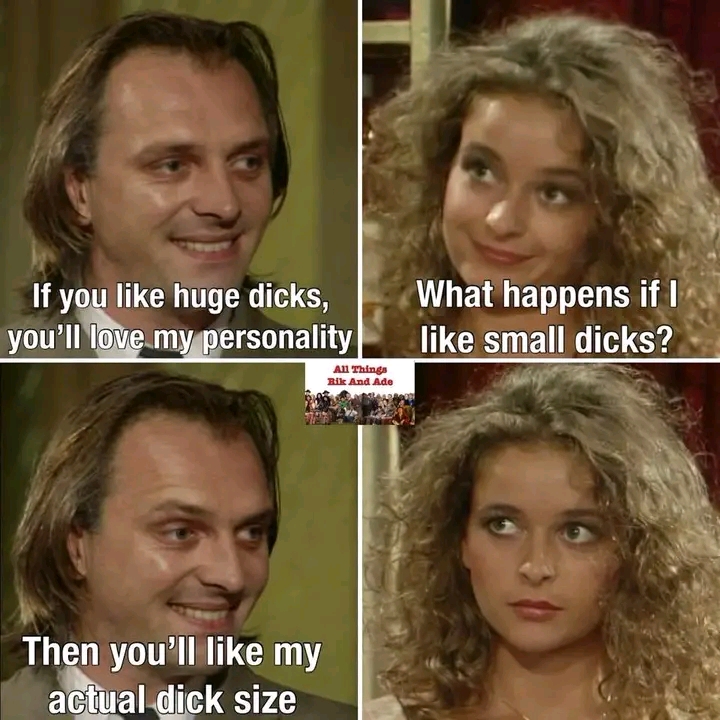 If you like huge dicks,
you'll love my personality
What happens if I
like small dicks?
All Things
Rik And Ade
Then you'll like my
actual dick size